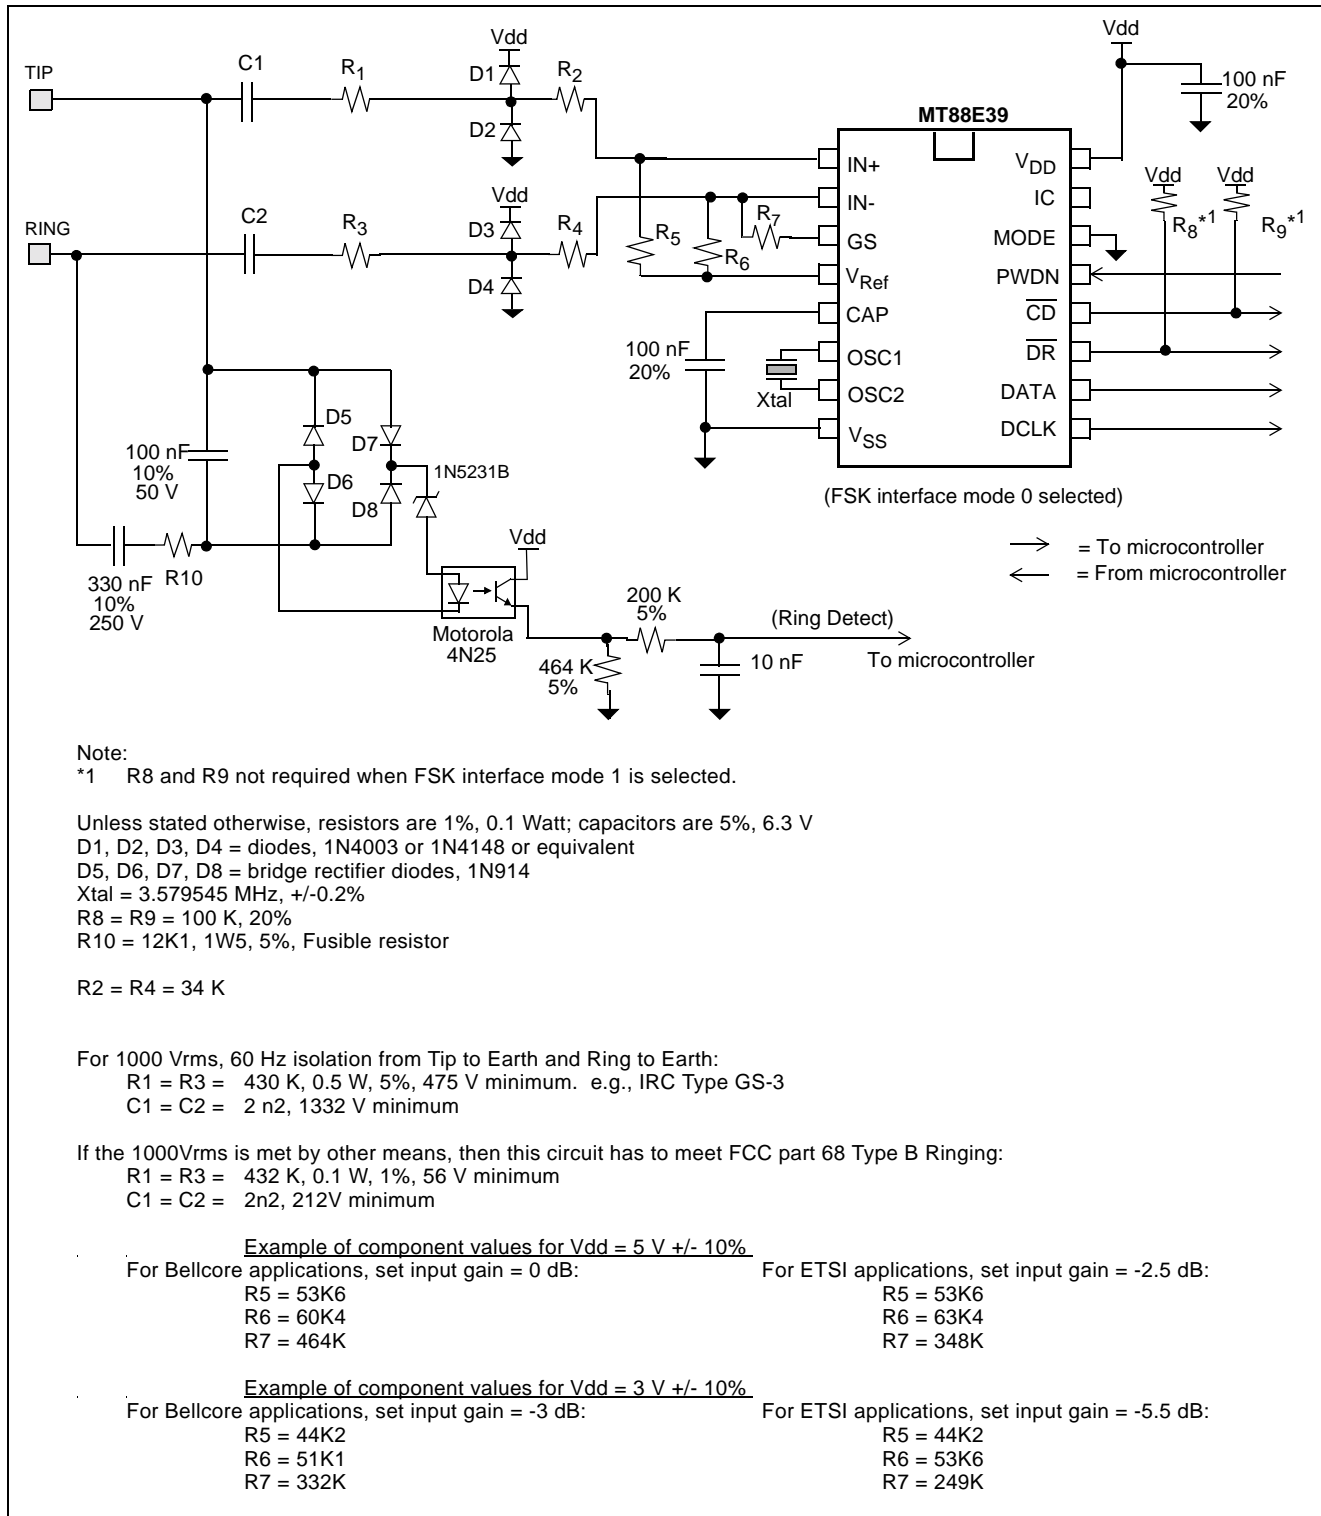 TIP
C1
R1
Vdd
D1
R2
D2
RING
C2
R3
Vdd
D3
R4
D4
R5
R6
R7
MT88E39
IN+
IN-
GS
VRef
CAP
OSC1
OSC2
VSS
VDD
IC
MODE
PWDN
CD
DR
DATA
DCLK
Vdd
100 nF
20%
Vdd
Vdd
R8*1
R9*1
100 nF
20%
Xtal
(FSK interface mode 0 selected)
= To microcontroller
= From microcontroller
100 nF
10%
50 V
D5
D7
D6
D8
1N5231B
330 nF
10%
250 V
R10
Vdd
Motorola
4N25
200 K
5%
464 K
5%
10 nF
(Ring Detect)
To microcontroller
Note:
*1 R8 and R9 not required when FSK interface mode 1 is selected.
Unless stated otherwise, resistors are 1%, 0.1 Watt; capacitors are 5%, 6.3 V
D1, D2, D3, D4 = diodes, 1N4003 or 1N4148 or equivalent
D5, D6, D7, D8 = bridge rectifier diodes, 1N914
Xtal = 3.579545 MHz, +/-0.2%
R8 = R9 = 100 K, 20%
R10 = 12K1, 1W5, 5%, Fusible resistor
R2 = R4 = 34 K
For 1000 Vrms, 60 Hz isolation from Tip to Earth and Ring to Earth:
R1 = R3 = 430 K, 0.5 W, 5%, 475 V minimum. e.g., IRC Type GS-3
C1 = C2 = 2 n2, 1332 V minimum
If the 1000Vrms is met by other means, then this circuit has to meet FCC part 68 Type B Ringing:
R1 = R3 = 432 K, 0.1 W, 1%, 56 V minimum
C1 = C2 = 2n2, 212V minimum
Example of component values for Vdd = 5 V +/- 10%
For Bellcore applications, set input gain = 0 dB:
R5 = 53K6
R6 = 60K4
R7 = 464K
For ETSI applications, set input gain = -2.5 dB:
R5 = 53K6
R6 = 63K4
R7 = 348K
Example of component values for Vdd = 3 V +/- 10%
For Bellcore applications, set input gain = -3 dB:
R5 = 44K2
R6 = 51K1
R7 = 332K
For ETSI applications, set input gain = -5.5 dB:
R5 = 44K2
R6 = 53K6
R7 = 249K